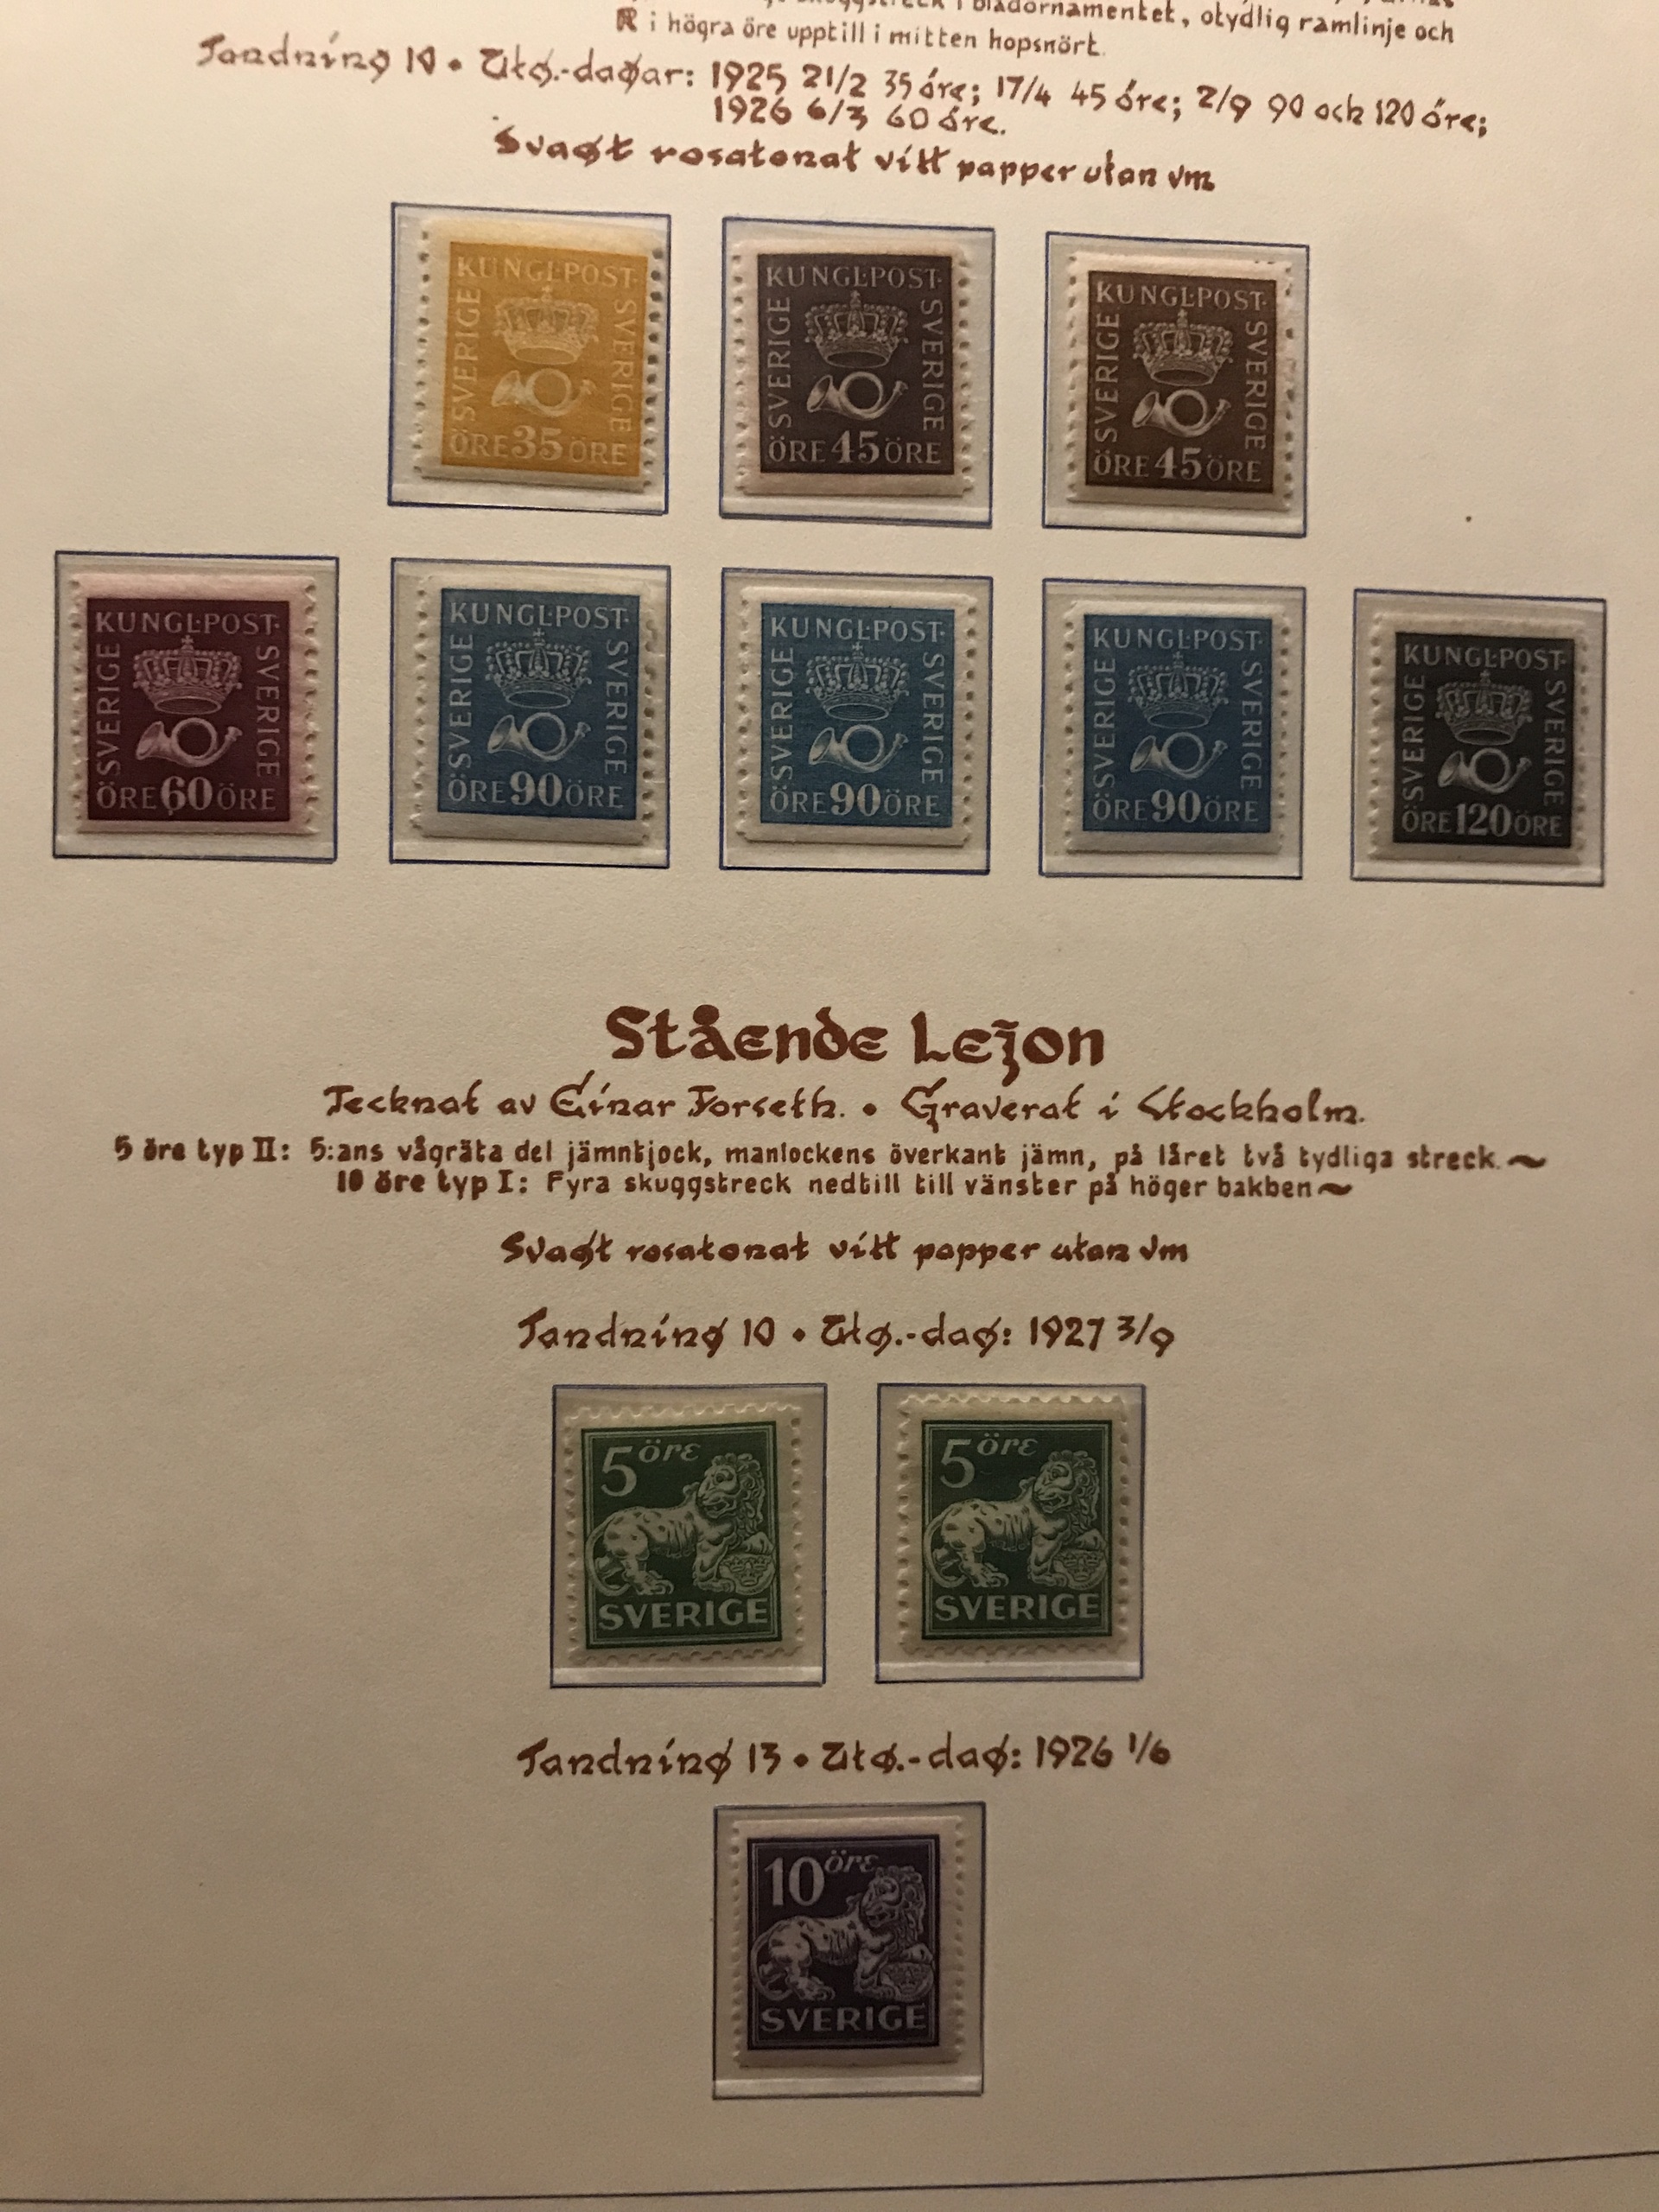 skuggstreck i bladornamentet, otydlig ramlinje och
R i högra öre upptill i mitten hopsnört.
Tandning 10 • Utg.-dagar: 1925 21/2 35 öre; 17/4 45 öre; 2/9 90 och 120 öre;
1926 6/3 60 öre.
Svagt rosatonat vitt papper utan vm
KUNGL·POST· SVERIGE SVERIGE ÖRE 35 ÖRE
KUNGL·POST· SVERIGE SVERIGE ÖRE 45 ÖRE
KUNGL·POST· SVERIGE SVERIGE ÖRE 45 ÖRE
KUNGL·POST· SVERIGE SVERIGE ÖRE 60 ÖRE
KUNGL·POST· SVERIGE SVERIGE ÖRE 90 ÖRE
KUNGL·POST· SVERIGE SVERIGE ÖRE 90 ÖRE
KUNGL·POST· SVERIGE SVERIGE ÖRE 90 ÖRE
KUNGL·POST· SVERIGE SVERIGE ÖRE 120 ÖRE
Stående Lejon
Tecknat av Einar Forseth. • Graverat i Stockholm.
5 öre typ II: 5:ans vågräta del jämntjock, manlockens överkant jämn, på låret två tydliga streck. ~
10 öre typ I: Fyra skuggstreck nedtill till vänster på höger bakben ~
Svagt rosatonat vitt papper utan vm
Tandning 10 • Utg.-dag: 1927 3/9
5 öre
SVERIGE
5 öre
SVERIGE
Tandning 13 • Utg.-dag: 1926 1/6
10 öre
SVERIGE